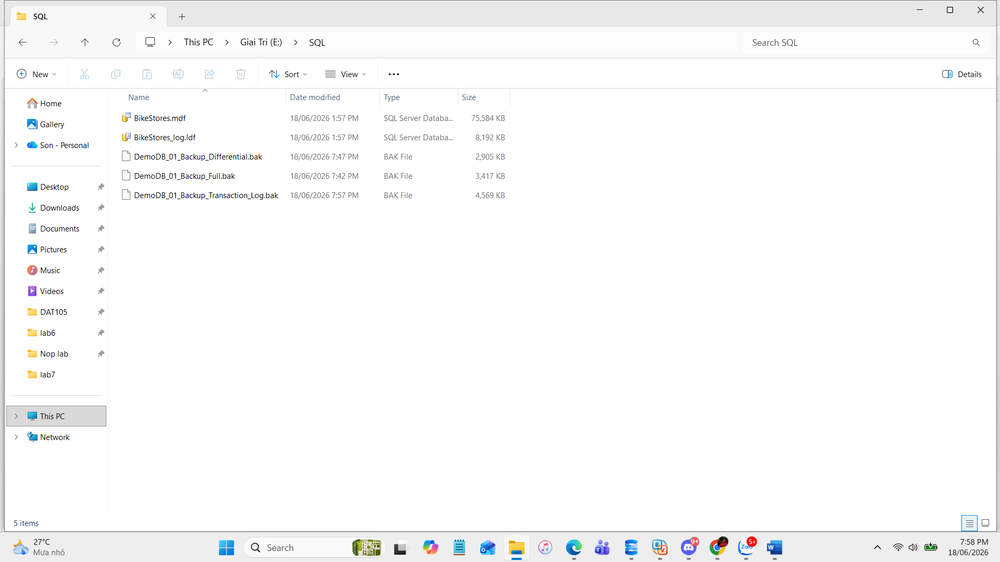 SQL
This PC
Giai Tri (E:)
SQL
Search SQL
New
Sort
View
Details
Name
Date modified
Type
Size
BikeStores.mdf 18/06/2026 1:57 PM SQL Server Databa... 75,584 KB
BikeStores_log.ldf 18/06/2026 1:57 PM SQL Server Databa... 8,192 KB
DemoDB_01_Backup_Differential.bak 18/06/2026 7:47 PM BAK File 2,905 KB
DemoDB_01_Backup_Full.bak 18/06/2026 7:42 PM BAK File 3,417 KB
DemoDB_01_Backup_Transaction_Log.bak 18/06/2026 7:57 PM BAK File 4,569 KB
Home
Gallery
Son - Personal
Desktop
Downloads
Documents
Pictures
Music
Videos
DAT105
lab6
Nop lab
lab7
This PC
Network
5 items
27°C
Mưa nhỏ
Search
9+
Zalo
5+
7:58 PM
18/06/2026